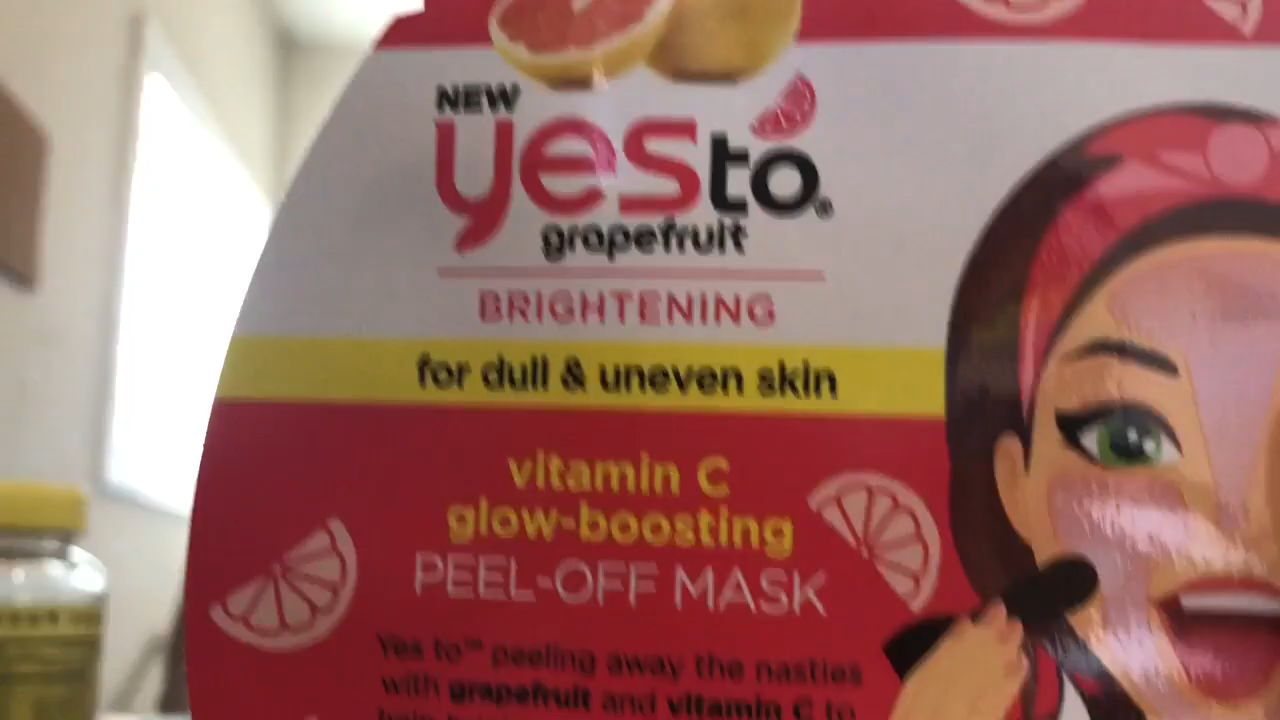 NEW
yes to®
grapefruit
BRIGHTENING
for dull & uneven skin
vitamin C
glow-boosting
PEEL-OFF MASK
Yes to™ peeling away the nasties
with grapefruit and vitamin C to